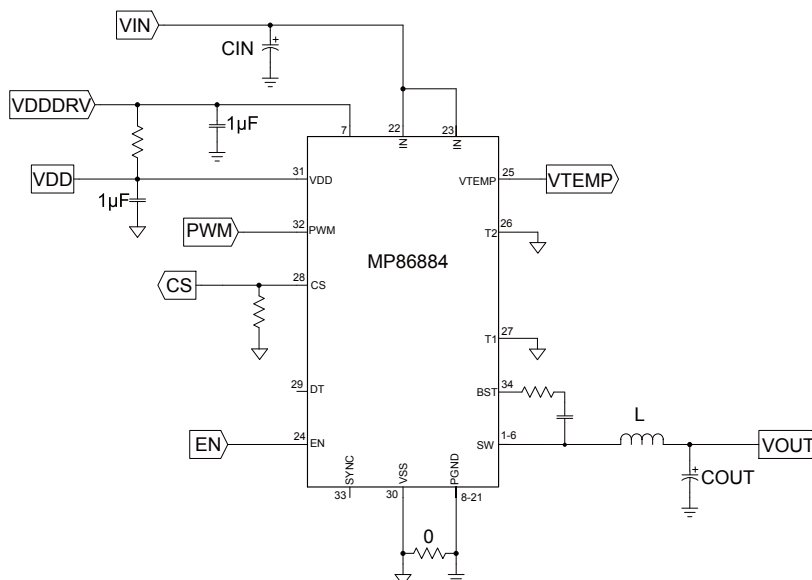 VIN
CIN
+
VDDDRV
1µF
7
22
IN
23
IN
VDD
31
VDD
1µF
25
VTEMP
VTEMP
PWM
32
PWM
26
T2
MP86884
CS
28
CS
27
T1
29
DT
34
BST
EN
24
EN
1-6
SW
L
VOUT
+
COUT
SYNC
33
VSS
30
PGND
8-21
0